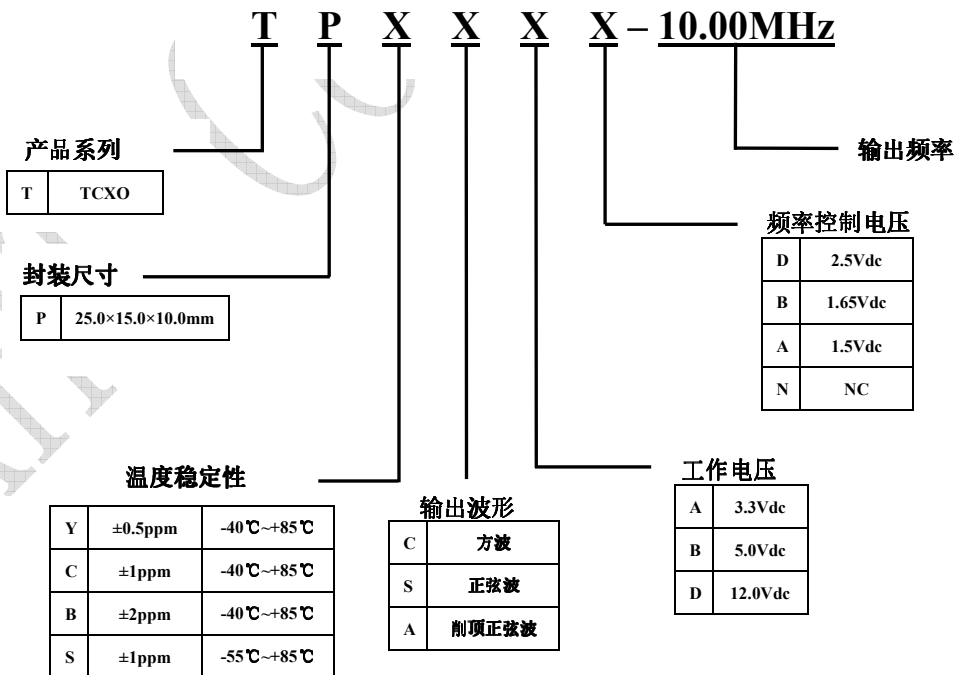 T P X X X X – 10.00MHz
产品系列
T TCXO
输出频率
频率控制电压
D 2.5Vdc
B 1.65Vdc
A 1.5Vdc
N NC
封装尺寸
P 25.0×15.0×10.0mm
温度稳定性
Y ±0.5ppm -40℃~+85℃
C ±1ppm -40℃~+85℃
B ±2ppm -40℃~+85℃
S ±1ppm -55℃~+85℃
输出波形
C 方波
S 正弦波
A 削顶正弦波
工作电压
A 3.3Vdc
B 5.0Vdc
D 12.0Vdc